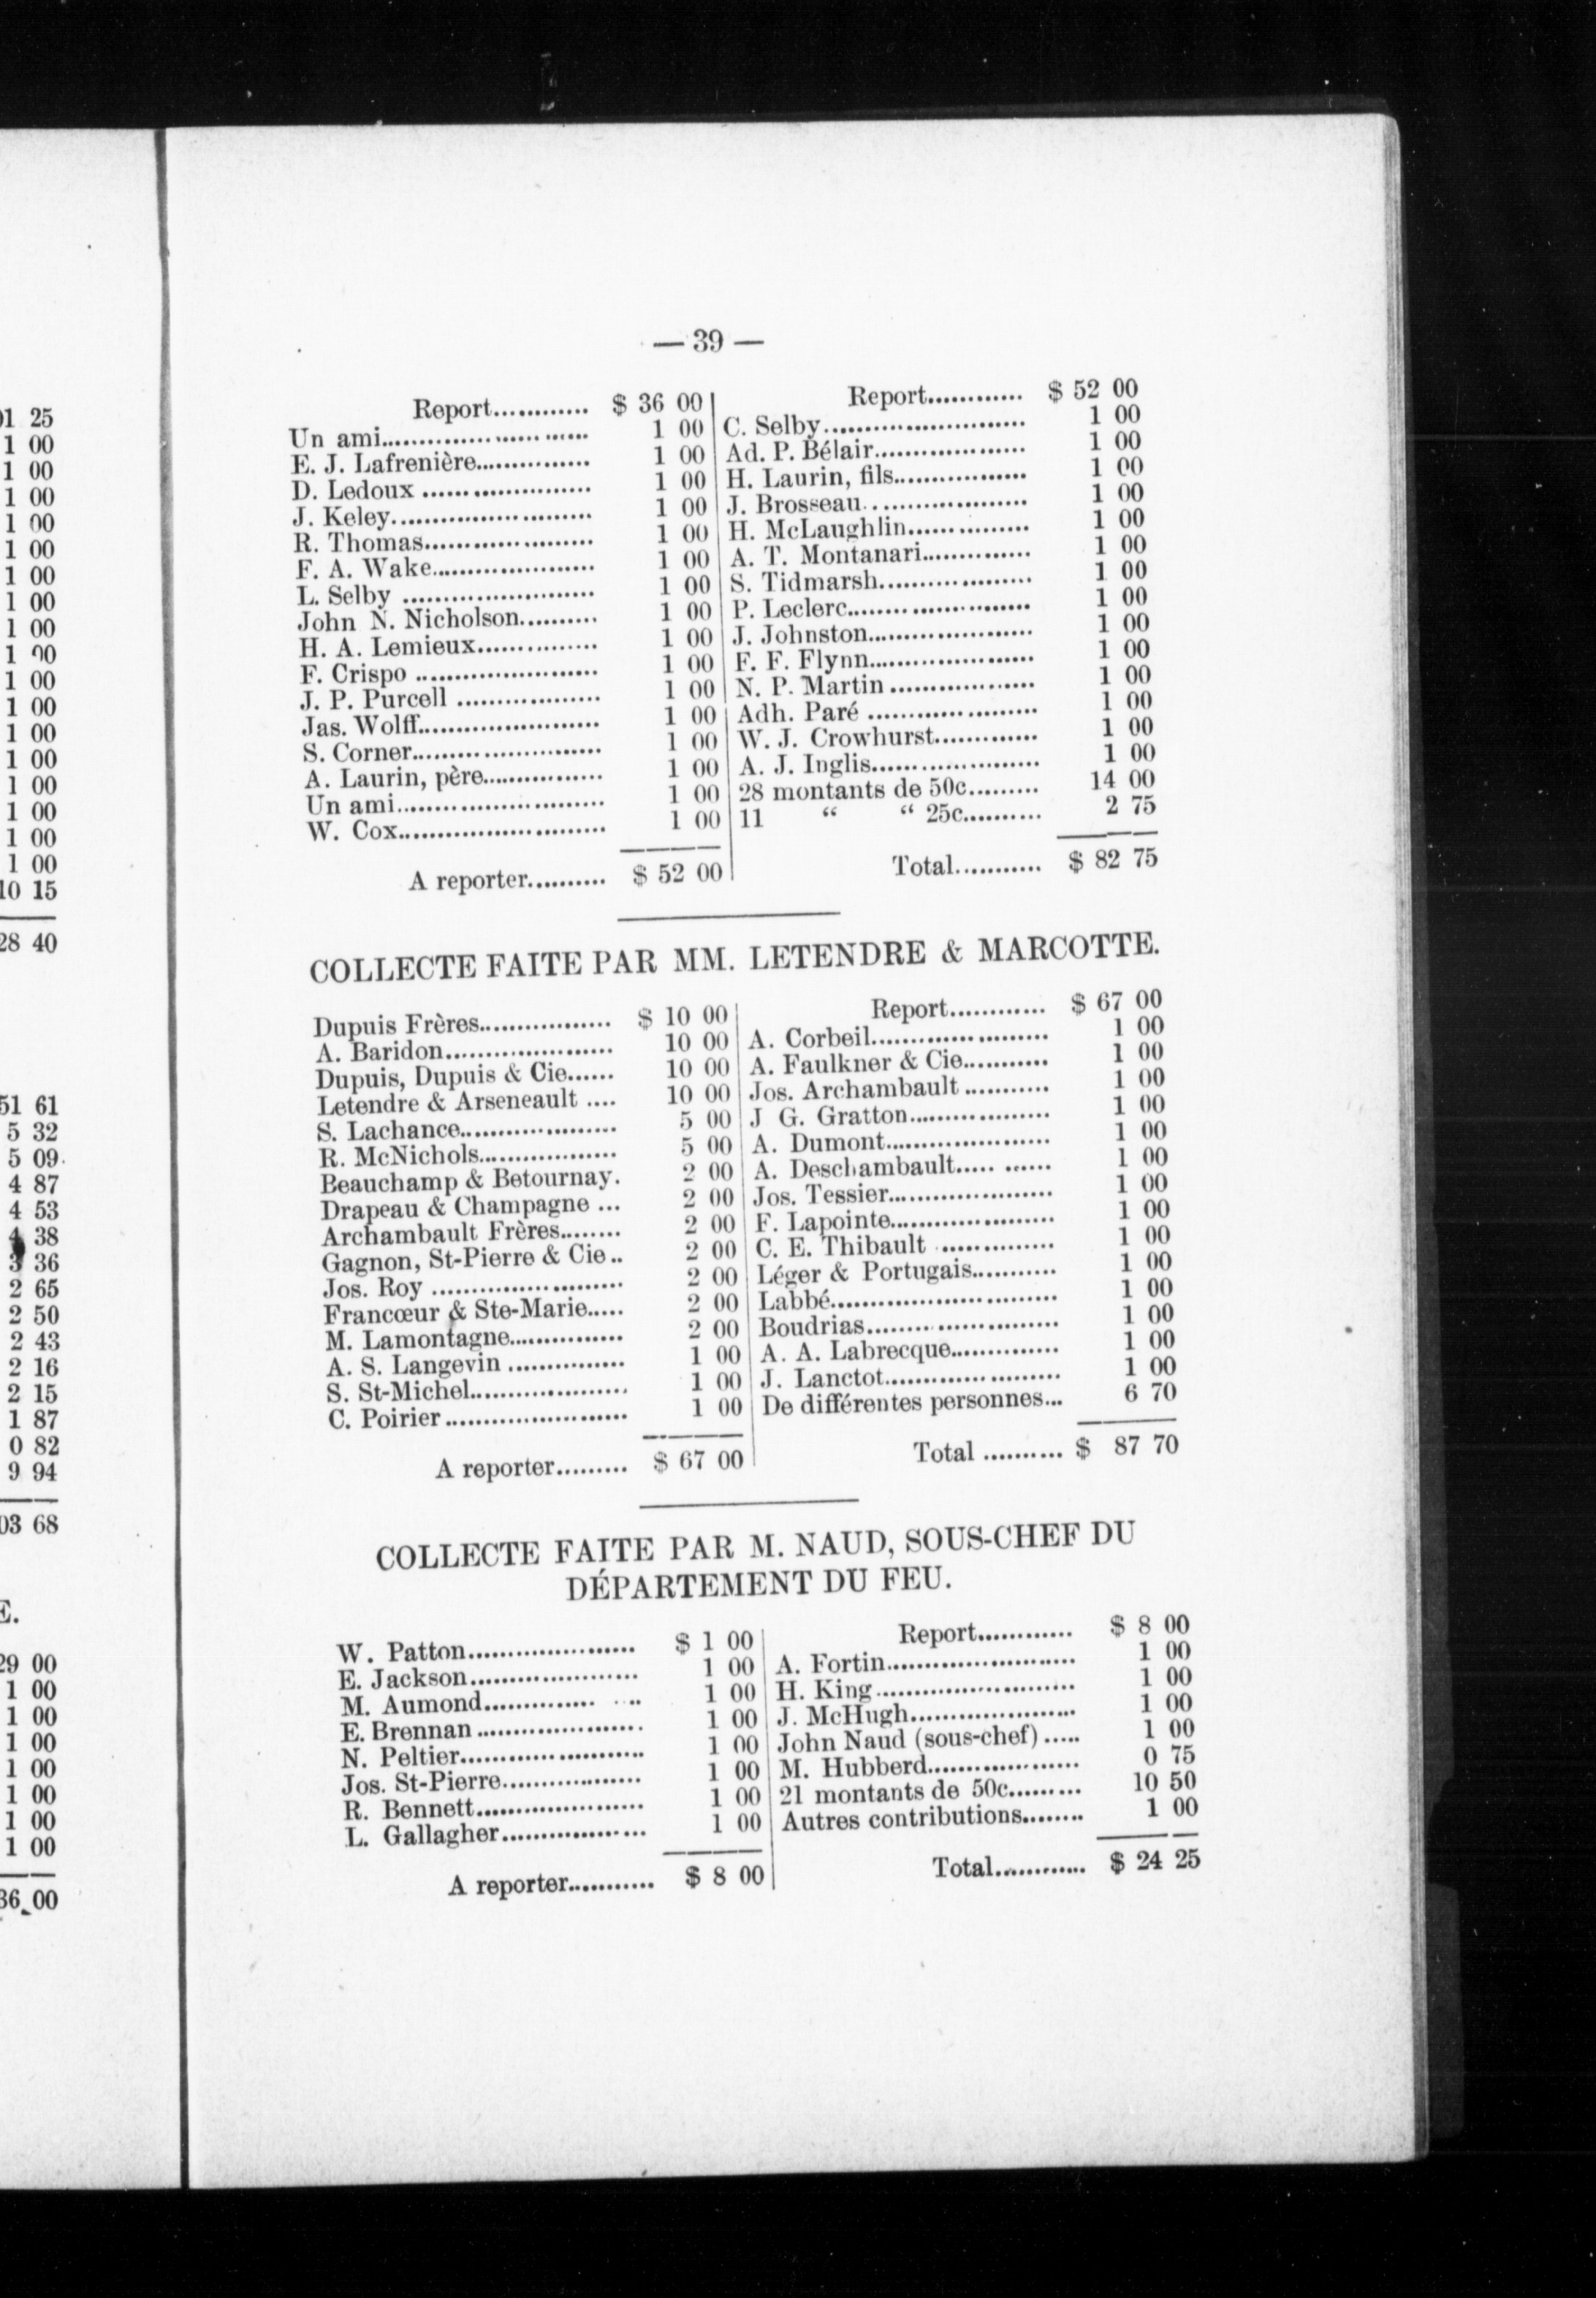 — 39 —
Report............ $ 36 00
Un ami........................ 1 00
E. J. Lafrenière............... 1 00
D. Ledoux ...................... 1 00
J. Keley......................... 1 00
R. Thomas...................... 1 00
F. A. Wake..................... 1 00
L. Selby ........................ 1 00
John N. Nicholson.......... 1 00
H. A. Lemieux............... 1 00
F. Crispo ....................... 1 00
J. P. Purcell .................. 1 00
Jas. Wolff....................... 1 00
S. Corner........................ 1 00
A. Laurin, père................ 1 00
Un ami.......................... 1 00
W. Cox.......................... 1 00
A reporter.......... $ 52 00
Report............ $ 52 00
C. Selby......................... 1 00
Ad. P. Bélair................... 1 00
H. Laurin, fils................. 1 00
J. Brosseau..................... 1 00
H. McLaughlin............... 1 00
A. T. Montanari.............. 1 00
S. Tidmarsh.................... 1 00
P. Leclerc....................... 1 00
J. Johnston..................... 1 00
F. F. Flynn..................... 1 00
N. P. Martin .................. 1 00
Adh. Paré ..................... 1 00
W. J. Crowhurst............. 1 00
A. J. Inglis..................... 1 00
28 montants de 50c......... 14 00
11 “ “ 25c.......... 2 75
Total........... $ 82 75
COLLECTE FAITE PAR MM. LETENDRE & MARCOTTE.
Dupuis Frères................. $ 10 00
A. Baridon..................... 10 00
Dupuis, Dupuis & Cie...... 10 00
Letendre & Arseneault .... 10 00
S. Lachance.................... 5 00
R. McNichols.................. 5 00
Beauchamp & Betournay. 2 00
Drapeau & Champagne ... 2 00
Archambault Frères........ 2 00
Gagnon, St-Pierre & Cie.. 2 00
Jos. Roy ........................ 2 00
Francœur & Ste-Marie..... 2 00
M. Lamontagne............... 2 00
A. S. Langevin ............... 1 00
S. St-Michel.................... 1 00
C. Poirier ....................... 1 00
A reporter......... $ 67 00
Report............ $ 67 00
A. Corbeil....................... 1 00
A. Faulkner & Cie........... 1 00
Jos. Archambault ........... 1 00
J G. Gratton.................. 1 00
A. Dumont..................... 1 00
A. Deschambault..... ...... 1 00
Jos. Tessier..................... 1 00
F. Lapointe..................... 1 00
C. E. Thibault ............... 1 00
Léger & Portugais........... 1 00
Labbé............................ 1 00
Boudrias........................ 1 00
A. A. Labrecque.............. 1 00
J. Lanctot...................... 1 00
De différentes personnes... 6 70
Total .......... $ 87 70
COLLECTE FAITE PAR M. NAUD, SOUS-CHEF DU
DÉPARTEMENT DU FEU.
W. Patton..................... $ 1 00
E. Jackson..................... 1 00
M. Aumond.............. .... 1 00
E. Brennan ..................... 1 00
N. Peltier....................... 1 00
Jos. St-Pierre.................. 1 00
R. Bennett..................... 1 00
L. Gallagher.................. 1 00
A reporter........... $ 8 00
Report............ $ 8 00
A. Fortin....................... 1 00
H. King ......................... 1 00
J. McHugh..................... 1 00
John Naud (sous-chef) ..... 1 00
M. Hubberd................... 0 75
21 montants de 50c......... 10 50
Autres contributions........ 1 00
Total............ $ 24 25